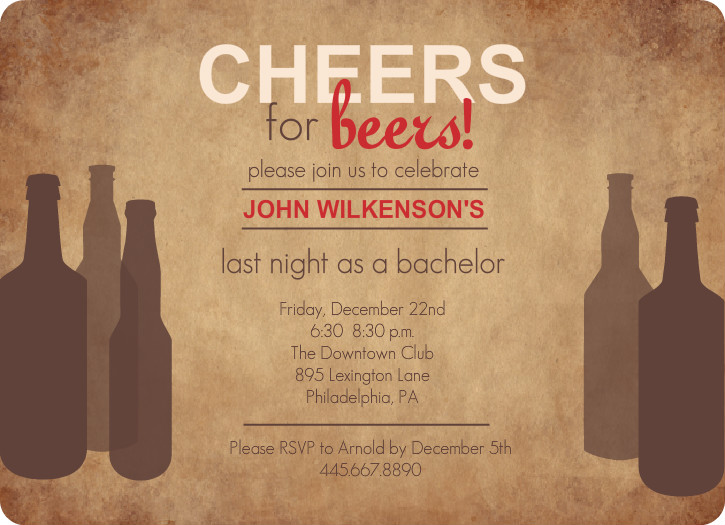 CHEERS
for beers!
please join us to celebrate
JOHN WILKENSON'S
last night as a bachelor
Friday, December 22nd
6:30 8:30 p.m.
The Downtown Club
895 Lexington Lane
Philadelphia, PA
Please RSVP to Arnold by December 5th
445.667.8890